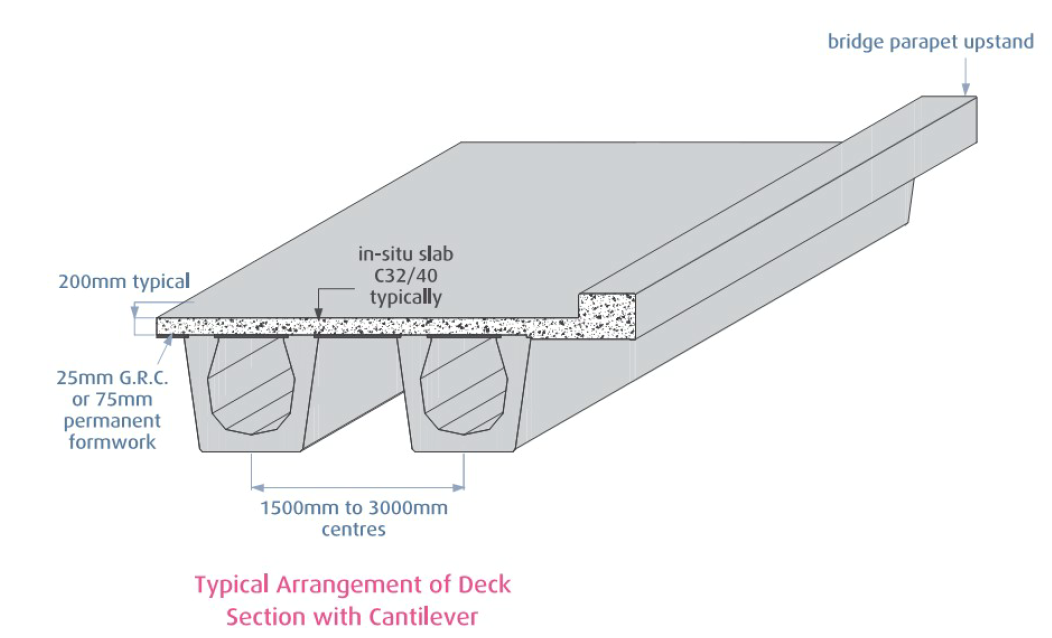 bridge parapet upstand
in-situ slab
C32/40
typically
200mm typical
25mm G.R.C.
or 75mm
permanent
formwork
1500mm to 3000mm
centres
Typical Arrangement of Deck
Section with Cantilever